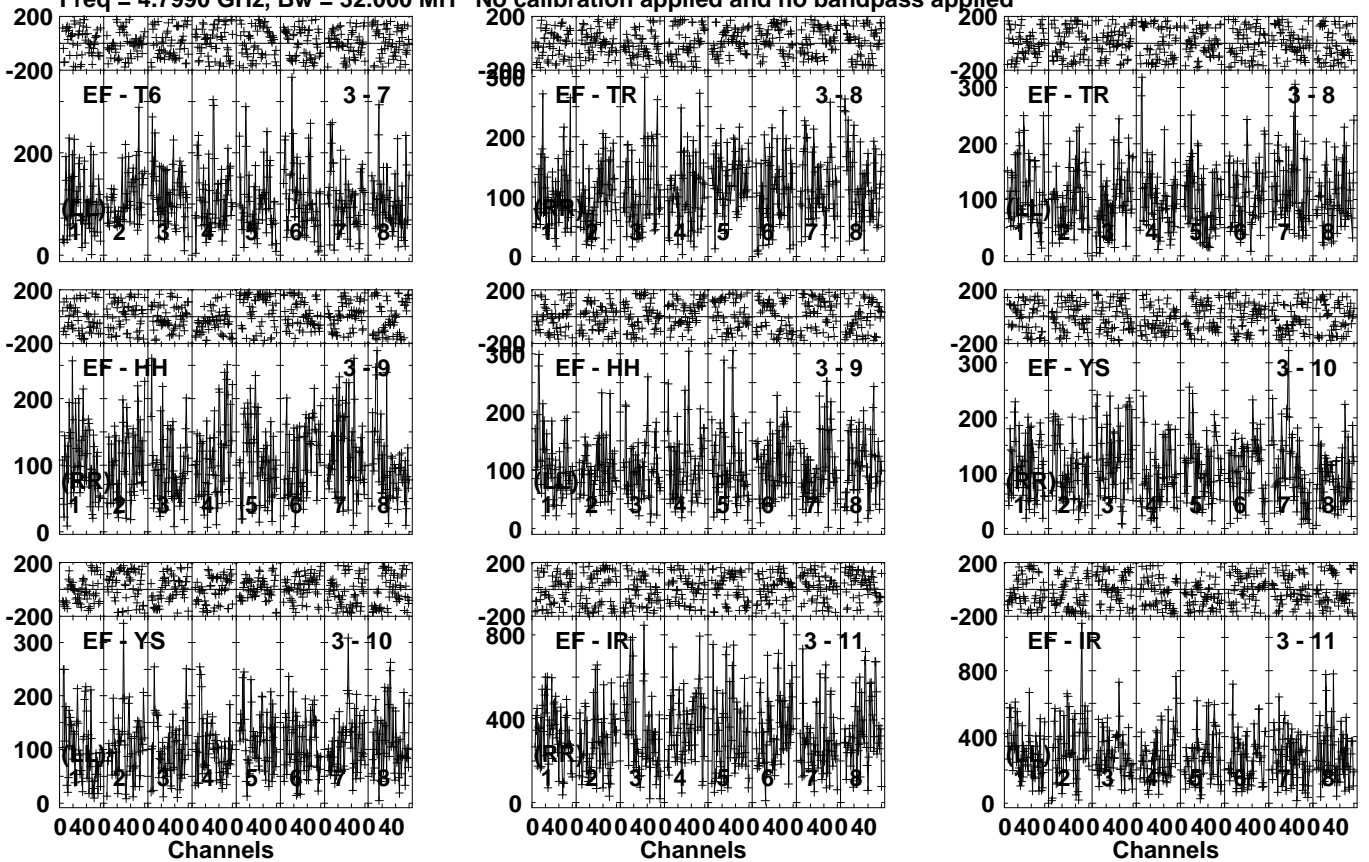 Freq = 4.7990 GHz, Bw = 32.000 MH No calibration applied and no bandpass applied
200 200 200
-200 -200 -200
EF - T6 3 - 7 300 EF - TR 3 - 8 300 EF - TR 3 - 8
200 200 200
100 100
(LL) (RR) (LL)
1 2 3 4 5 6 7 8 1 2 3 4 5 6 7 8 1 2 3 4 5 6 7 8
0 0 0
200 200 200
-200 -200 -200
EF - HH 3 - 9 300 EF - HH 3 - 9 300 EF - YS 3 - 10
200 200 200
100 100 100
(RR) (LL) (RR)
1 2 3 4 5 6 7 8 1 2 3 4 5 6 7 8 1 2 3 4 5 6 7 8
0 0 0
200 200 200
-200 -200 -200
300 EF - YS 3 - 10 800 EF - IR 3 - 11 EF - IR 3 - 11
200 800
400 400
100
(LL) (RR) (LL)
1 2 3 4 5 6 7 8 1 2 3 4 5 6 7 8 1 2 3 4 5 6 7 8
0 0 0
0 40 0 40 0 40 0 40 0 40 0 40 0 40 0 40 0 40 0 40 0 40 0 40 0 40 0 40 0 40 0 40 0 40 0 40 0 40 0 40 0 40 0 40 0 40 0 40
Channels Channels Channels